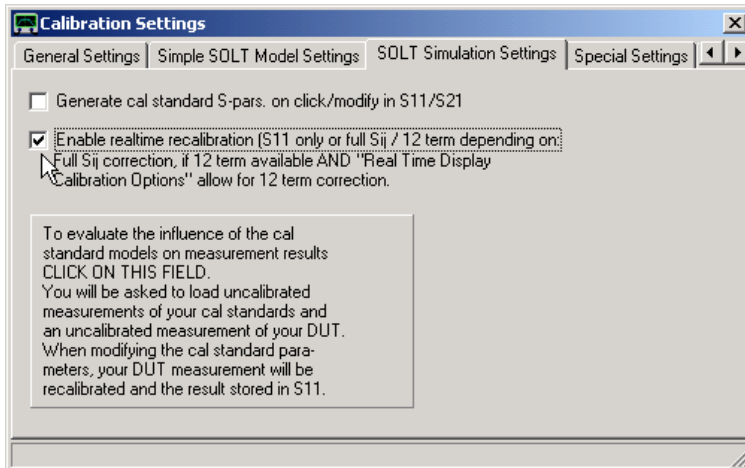 Calibration Settings
General Settings
Simple SOLT Model Settings
SOLT Simulation Settings
Special Settings
Generate cal standard S-pars. on click/modify in S11/S21
Enable realtime recalibration (S11 only or full Sij / 12 term depending on:
Full Sij correction, if 12 term available AND "Real Time Display
Calibration Options" allow for 12 term correction.
To evaluate the influence of the cal
standard models on measurement results
CLICK ON THIS FIELD.
You will be asked to load uncalibrated
measurements of your cal standards and
an uncalibrated measurement of your DUT.
When modifying the cal standard para-
meters, your DUT measurement will be
recalibrated and the result stored in S11.